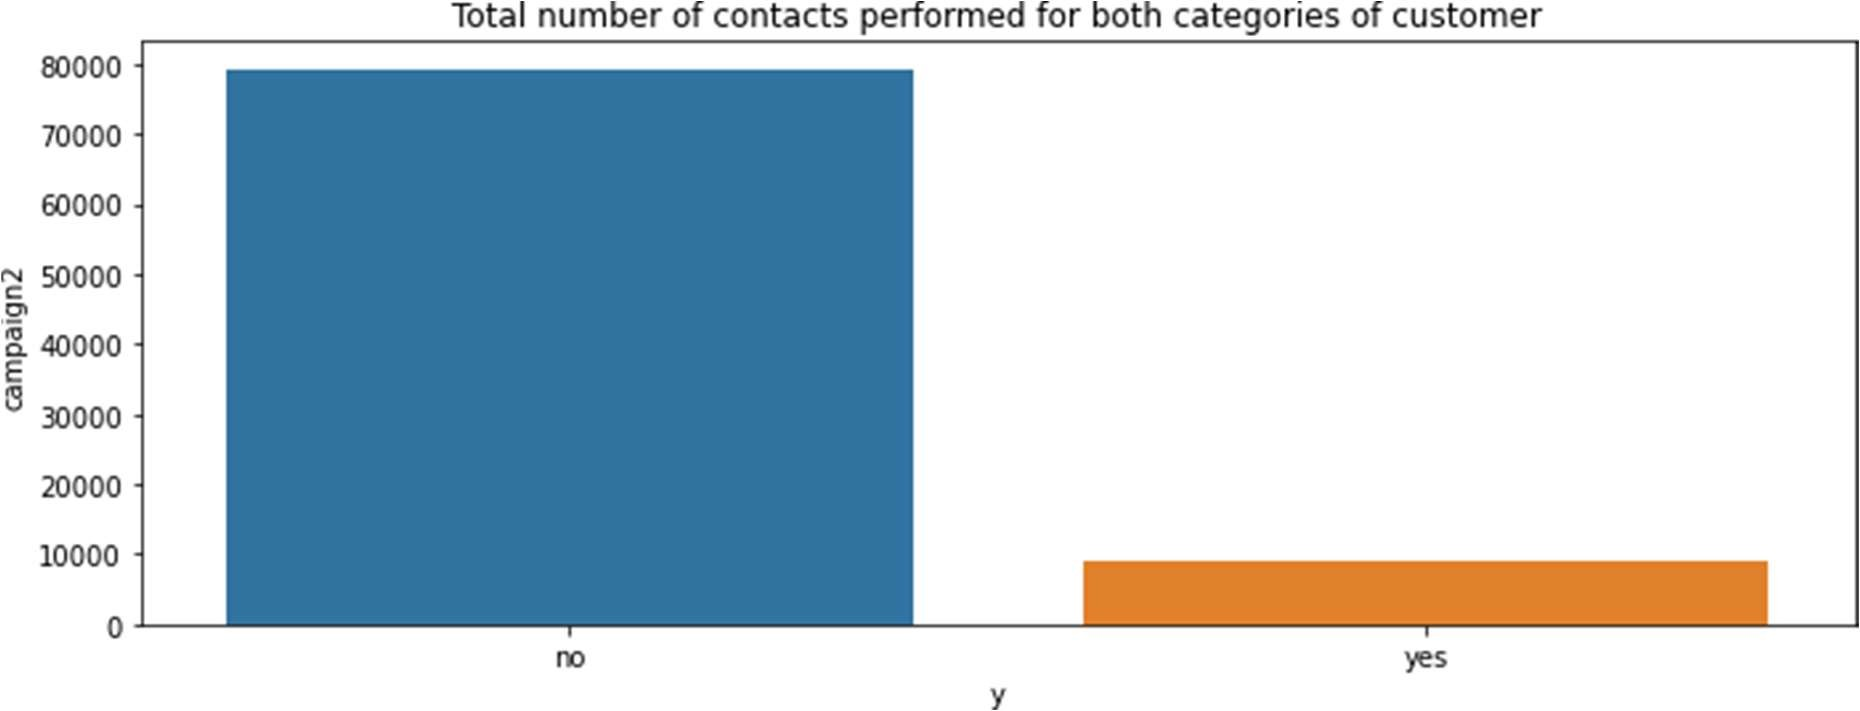 Total number of contacts performed for both categories of customer
80000
70000
60000
50000
40000
30000
20000
10000
0
campaign2
no
yes
y